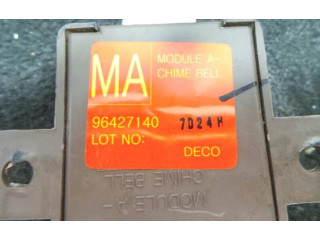 MA
MODULE A-
CHIME BELL
96427140 7D24H
LOT NO:
DECO
MODULE A-
CHIME BELL